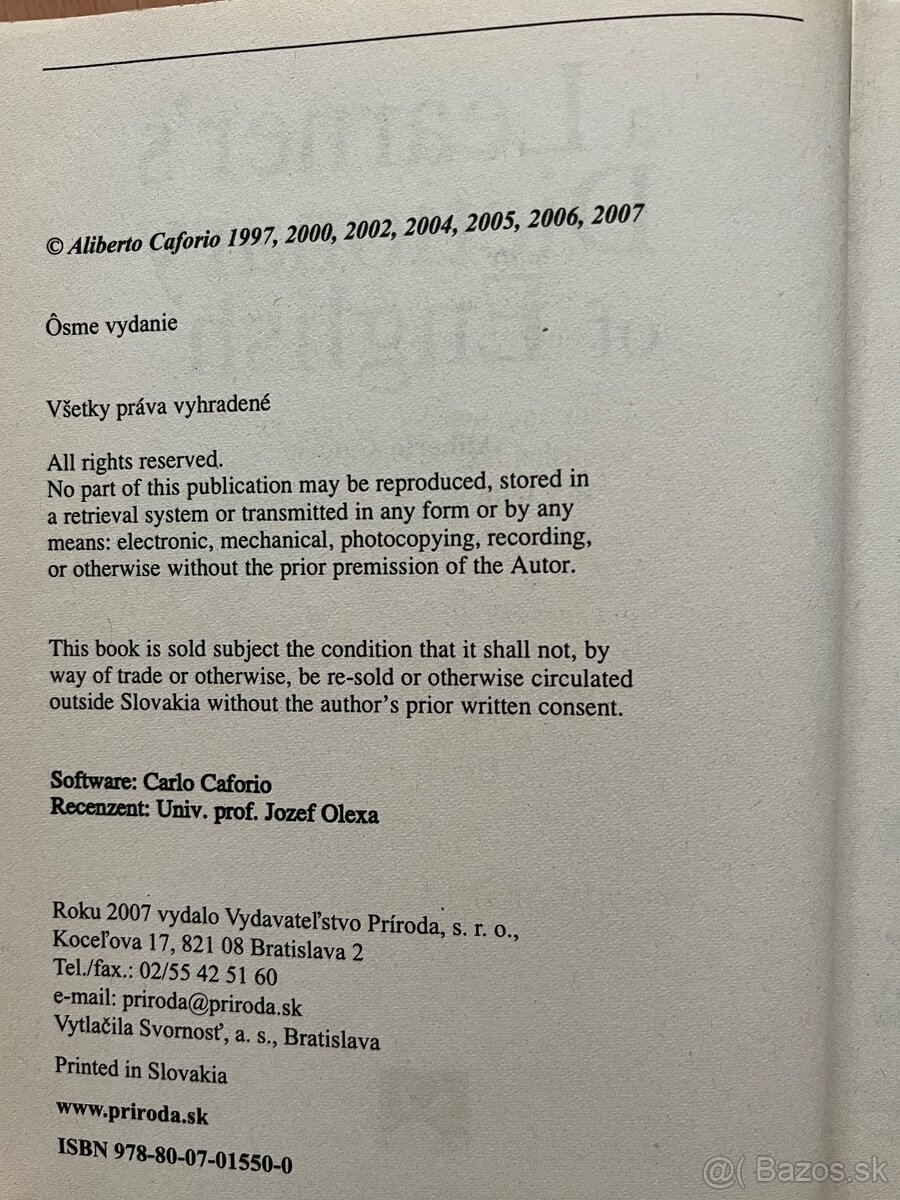 © Aliberto Caforio 1997, 2000, 2002, 2004, 2005, 2006, 2007
Ôsme vydanie
Všetky práva vyhradené
All rights reserved.
No part of this publication may be reproduced, stored in
a retrieval system or transmitted in any form or by any
means: electronic, mechanical, photocopying, recording,
or otherwise without the prior premission of the Autor.
This book is sold subject the condition that it shall not, by
way of trade or otherwise, be re-sold or otherwise circulated
outside Slovakia without the author's prior written consent.
Software: Carlo Caforio
Recenzent: Univ. prof. Jozef Olexa
Roku 2007 vydalo Vydavateľstvo Príroda, s. r. o.,
Koceľova 17, 821 08 Bratislava 2
Tel./fax.: 02/55 42 51 60
e-mail: priroda@priroda.sk
Vytlačila Svornosť, a. s., Bratislava
Printed in Slovakia
www.priroda.sk
ISBN 978-80-07-01550-0
@( Bazos.sk